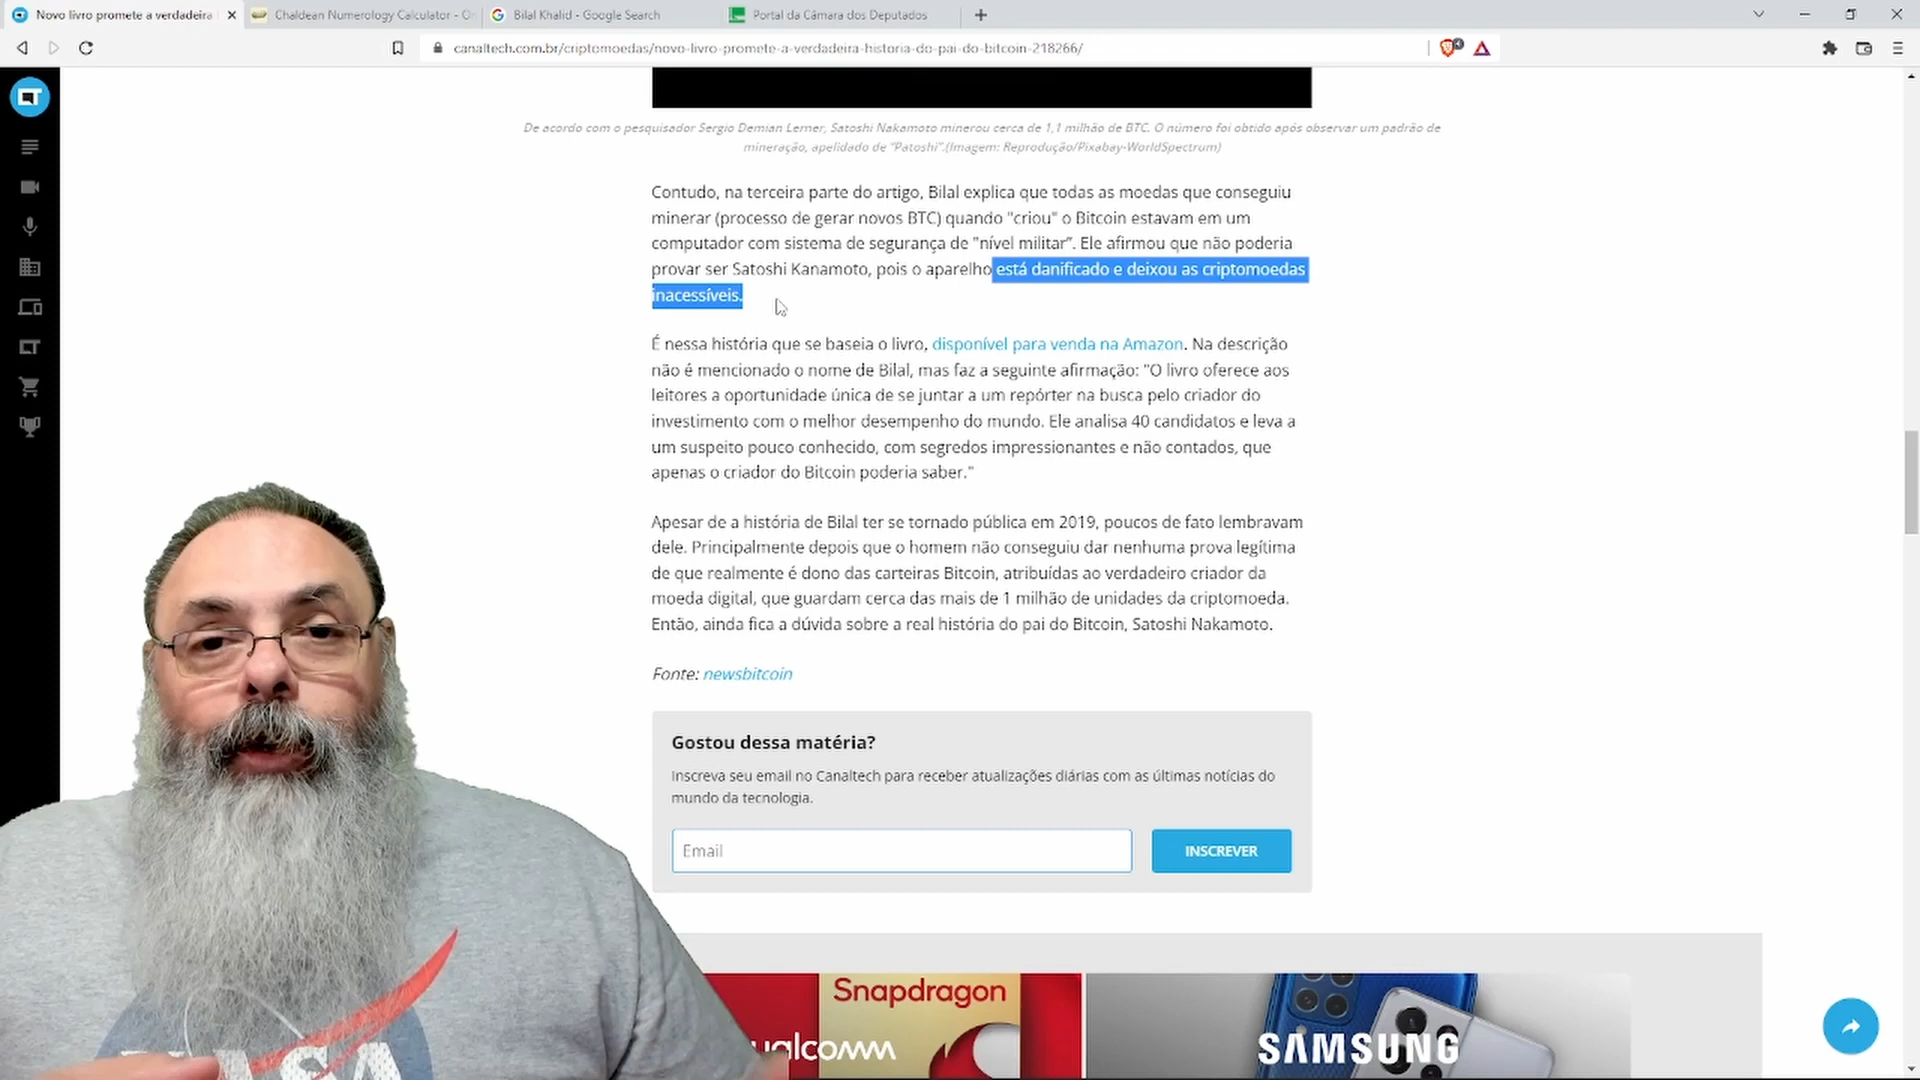 Novo livro promete a verdadeira
Chaldean Numerology Calculator - On
Bilal Khalid - Google Search
Portal da Câmara dos Deputados
canaltech.com.br/criptomoedas/novo-livro-promete-a-verdadeira-historia-do-pai-do-bitcoin-218266/
De acordo com o pesquisador Sergio Demian Lerner, Satoshi Nakamoto minerou cerca de 1,1 milhão de BTC. O número foi obtido após observar um padrão de
mineração, apelidado de “Patoshi”.(Imagem: Reprodução/Pixabay-WorldSpectrum)
Contudo, na terceira parte do artigo, Bilal explica que todas as moedas que conseguiu
minerar (processo de gerar novos BTC) quando "criou" o Bitcoin estavam em um
computador com sistema de segurança de "nível militar”. Ele afirmou que não poderia
provar ser Satoshi Kanamoto, pois o aparelho está danificado e deixou as criptomoedas
inacessíveis.
É nessa história que se baseia o livro, disponível para venda na Amazon. Na descrição
não é mencionado o nome de Bilal, mas faz a seguinte afirmação: "O livro oferece aos
leitores a oportunidade única de se juntar a um repórter na busca pelo criador do
investimento com o melhor desempenho do mundo. Ele analisa 40 candidatos e leva a
um suspeito pouco conhecido, com segredos impressionantes e não contados, que
apenas o criador do Bitcoin poderia saber."
Apesar de a história de Bilal ter se tornado pública em 2019, poucos de fato lembravam
dele. Principalmente depois que o homem não conseguiu dar nenhuma prova legítima
de que realmente é dono das carteiras Bitcoin, atribuídas ao verdadeiro criador da
moeda digital, que guardam cerca das mais de 1 milhão de unidades da criptomoeda.
Então, ainda fica a dúvida sobre a real história do pai do Bitcoin, Satoshi Nakamoto.
Fonte: newsbitcoin
Gostou dessa matéria?
Inscreva seu email no Canaltech para receber atualizações diárias com as últimas notícias do
mundo da tecnologia.
Email
INSCREVER
Snapdragon
ualcomm
SAMSUNG